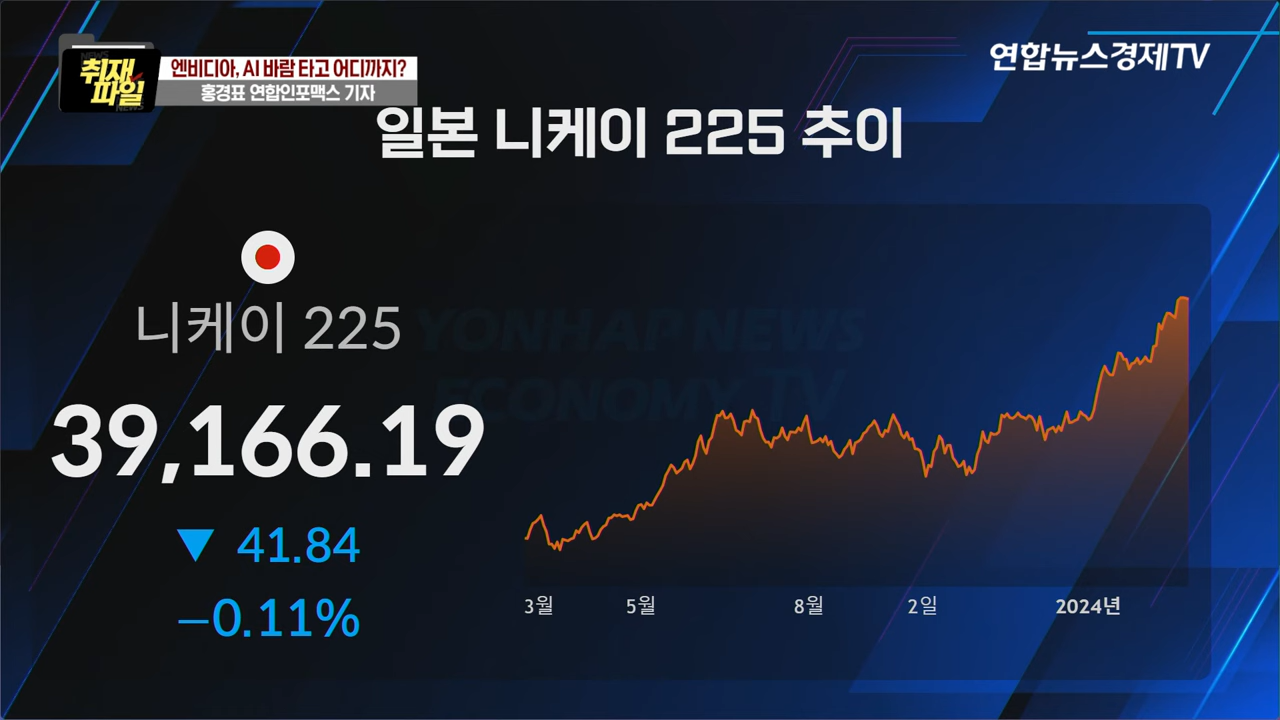 취재
파일
엔비디아, AI 바람 타고 어디까지?
홍경표 연합인포맥스 기자
연합뉴스경제TV
일본 니케이 225 추이
니케이 225
39,166.19
▼ 41.84
−0.11%
YONHAP NEWS
ECONOMY TV
3월 5월 8월 2일 2024년